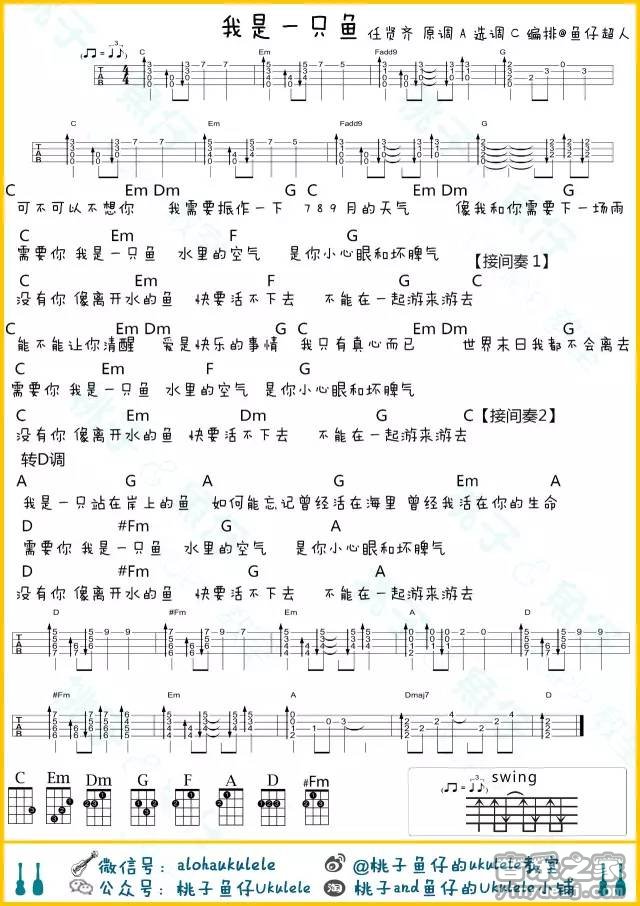 我是一只鱼 任贤齐 原调 A 选调 C 编排@鱼仔超人
C Em Fadd9 G
C Em Fadd9 G
C Em Dm G C Em Dm G
可不可以不想你 我需要振作一下 789月的天气 像我和你需要下一场雨
C Em F G
需要你 我是一只鱼 水里的空气 是你小心眼和坏脾气 【接间奏 1】
C Em F G C
没有你 像离开水的鱼 快要活不下去 不能在一起游来游去
C Em Dm G C Em Dm G
能不能让你清醒 爱是快乐的事情 我只有真心而已 世界末日我都不会离去
C Em F G
需要你 我是一只鱼 水里的空气 是你小心眼和坏脾气
C Em Dm G C【接间奏2】
没有你 像离开水的鱼 快要活不下去 不能在一起游来游去
转D调
A G A G Em A
我是一只站在岸上的鱼 如何能忘记曾经活在海里 曾经我活在你的生命
D #Fm G A
需要你 我是一只鱼 水里的空气 是你小心眼和坏脾气
D #Fm G A
没有你 像离开水的鱼 快要活不下去 不能在一起游来游去
D #Fm Em A D
#Fm Em A Dmaj7 D
C Em Dm G F A D #Fm
swing
微信号：alohaukulele @桃子鱼仔的ukulele教室
公众号：桃子鱼仔Ukulele 桃子and鱼仔的Ukulele小铺
音乐之家